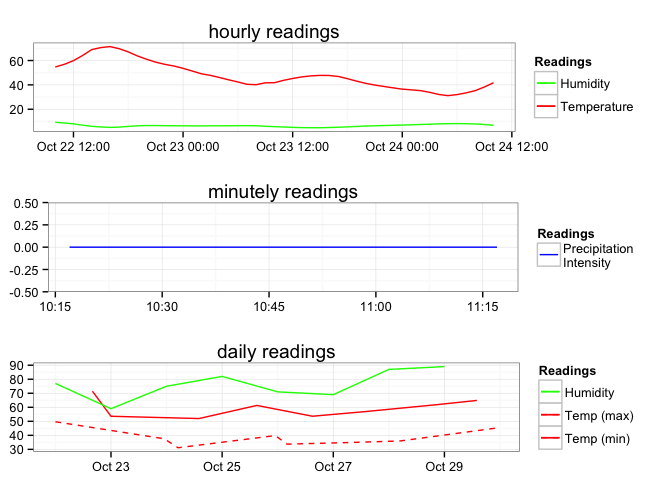 hourly readings
60
40
20
Oct 22 12:00 Oct 23 00:00 Oct 23 12:00 Oct 24 00:00 Oct 24 12:00
Readings
Humidity
Temperature
minutely readings
0.50
0.25
0.00
-0.25
-0.50
10:15 10:30 10:45 11:00 11:15
Readings
Precipitation
Intensity
daily readings
90
80
70
60
50
40
30
Oct 23 Oct 25 Oct 27 Oct 29
Readings
Humidity
Temp (max)
Temp (min)